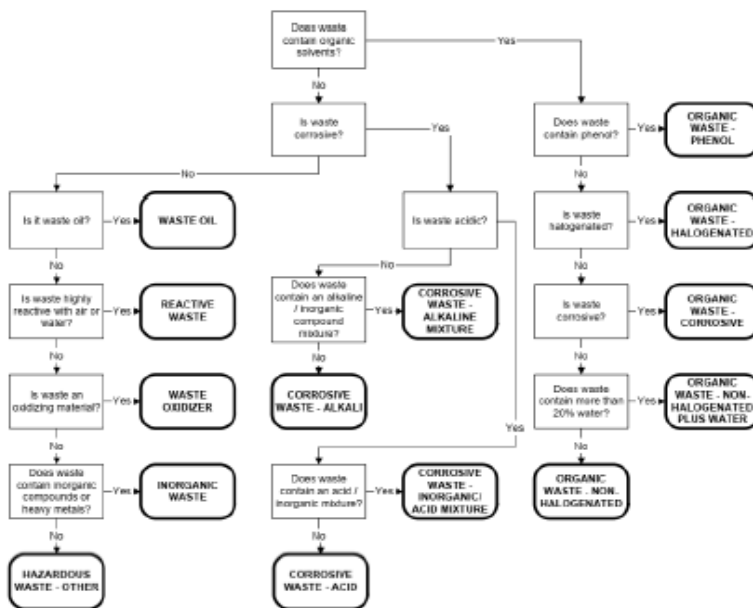 Does waste
contain organic
solvents?
Yes
No
Is waste
corrosive?
Yes
No
Does waste
contain phenol?
Yes
ORGANIC
WASTE -
PHENOL
No
Is it waste oil?
Yes
WASTE OIL
No
Is waste acidic?
Yes
No
Is waste
halogenated?
Yes
ORGANIC
WASTE -
HALOGENATED
No
Is waste highly
reactive with air or
water?
Yes
REACTIVE
WASTE
No
Does waste
contain an alkaline
/ inorganic
compound
mixture?
Yes
CORROSIVE
WASTE -
ALKALINE
MIXTURE
No
CORROSIVE
WASTE - ALKALI
Is waste
corrosive?
Yes
ORGANIC
WASTE -
CORROSIVE
No
Is waste an
oxidizing material?
Yes
WASTE
OXIDIZER
No
Does waste
contain more than
20% water?
Yes
ORGANIC
WASTE - NON-
HALOGENATED
PLUS WATER
No
ORGANIC
WASTE - NON-
HALOGENATED
Does waste
contain inorganic
compounds or
heavy metals?
Yes
INORGANIC
WASTE
No
HAZARDOUS
WASTE - OTHER
Does waste
contain an acid /
inorganic mixture?
Yes
CORROSIVE
WASTE -
INORGANIC/
ACID MIXTURE
No
CORROSIVE
WASTE - ACID